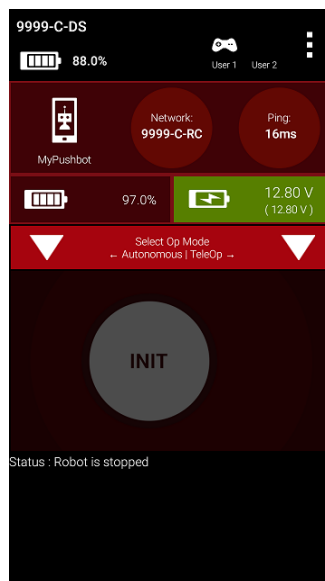 9999-C-DS
88.0%
User 1 User 2
Network:
9999-C-RC
Ping:
16ms
MyPushbot
97.0%
12.80 V
( 12.80 V )
Select Op Mode
← Autonomous | TeleOp →
INIT
Status : Robot is stopped